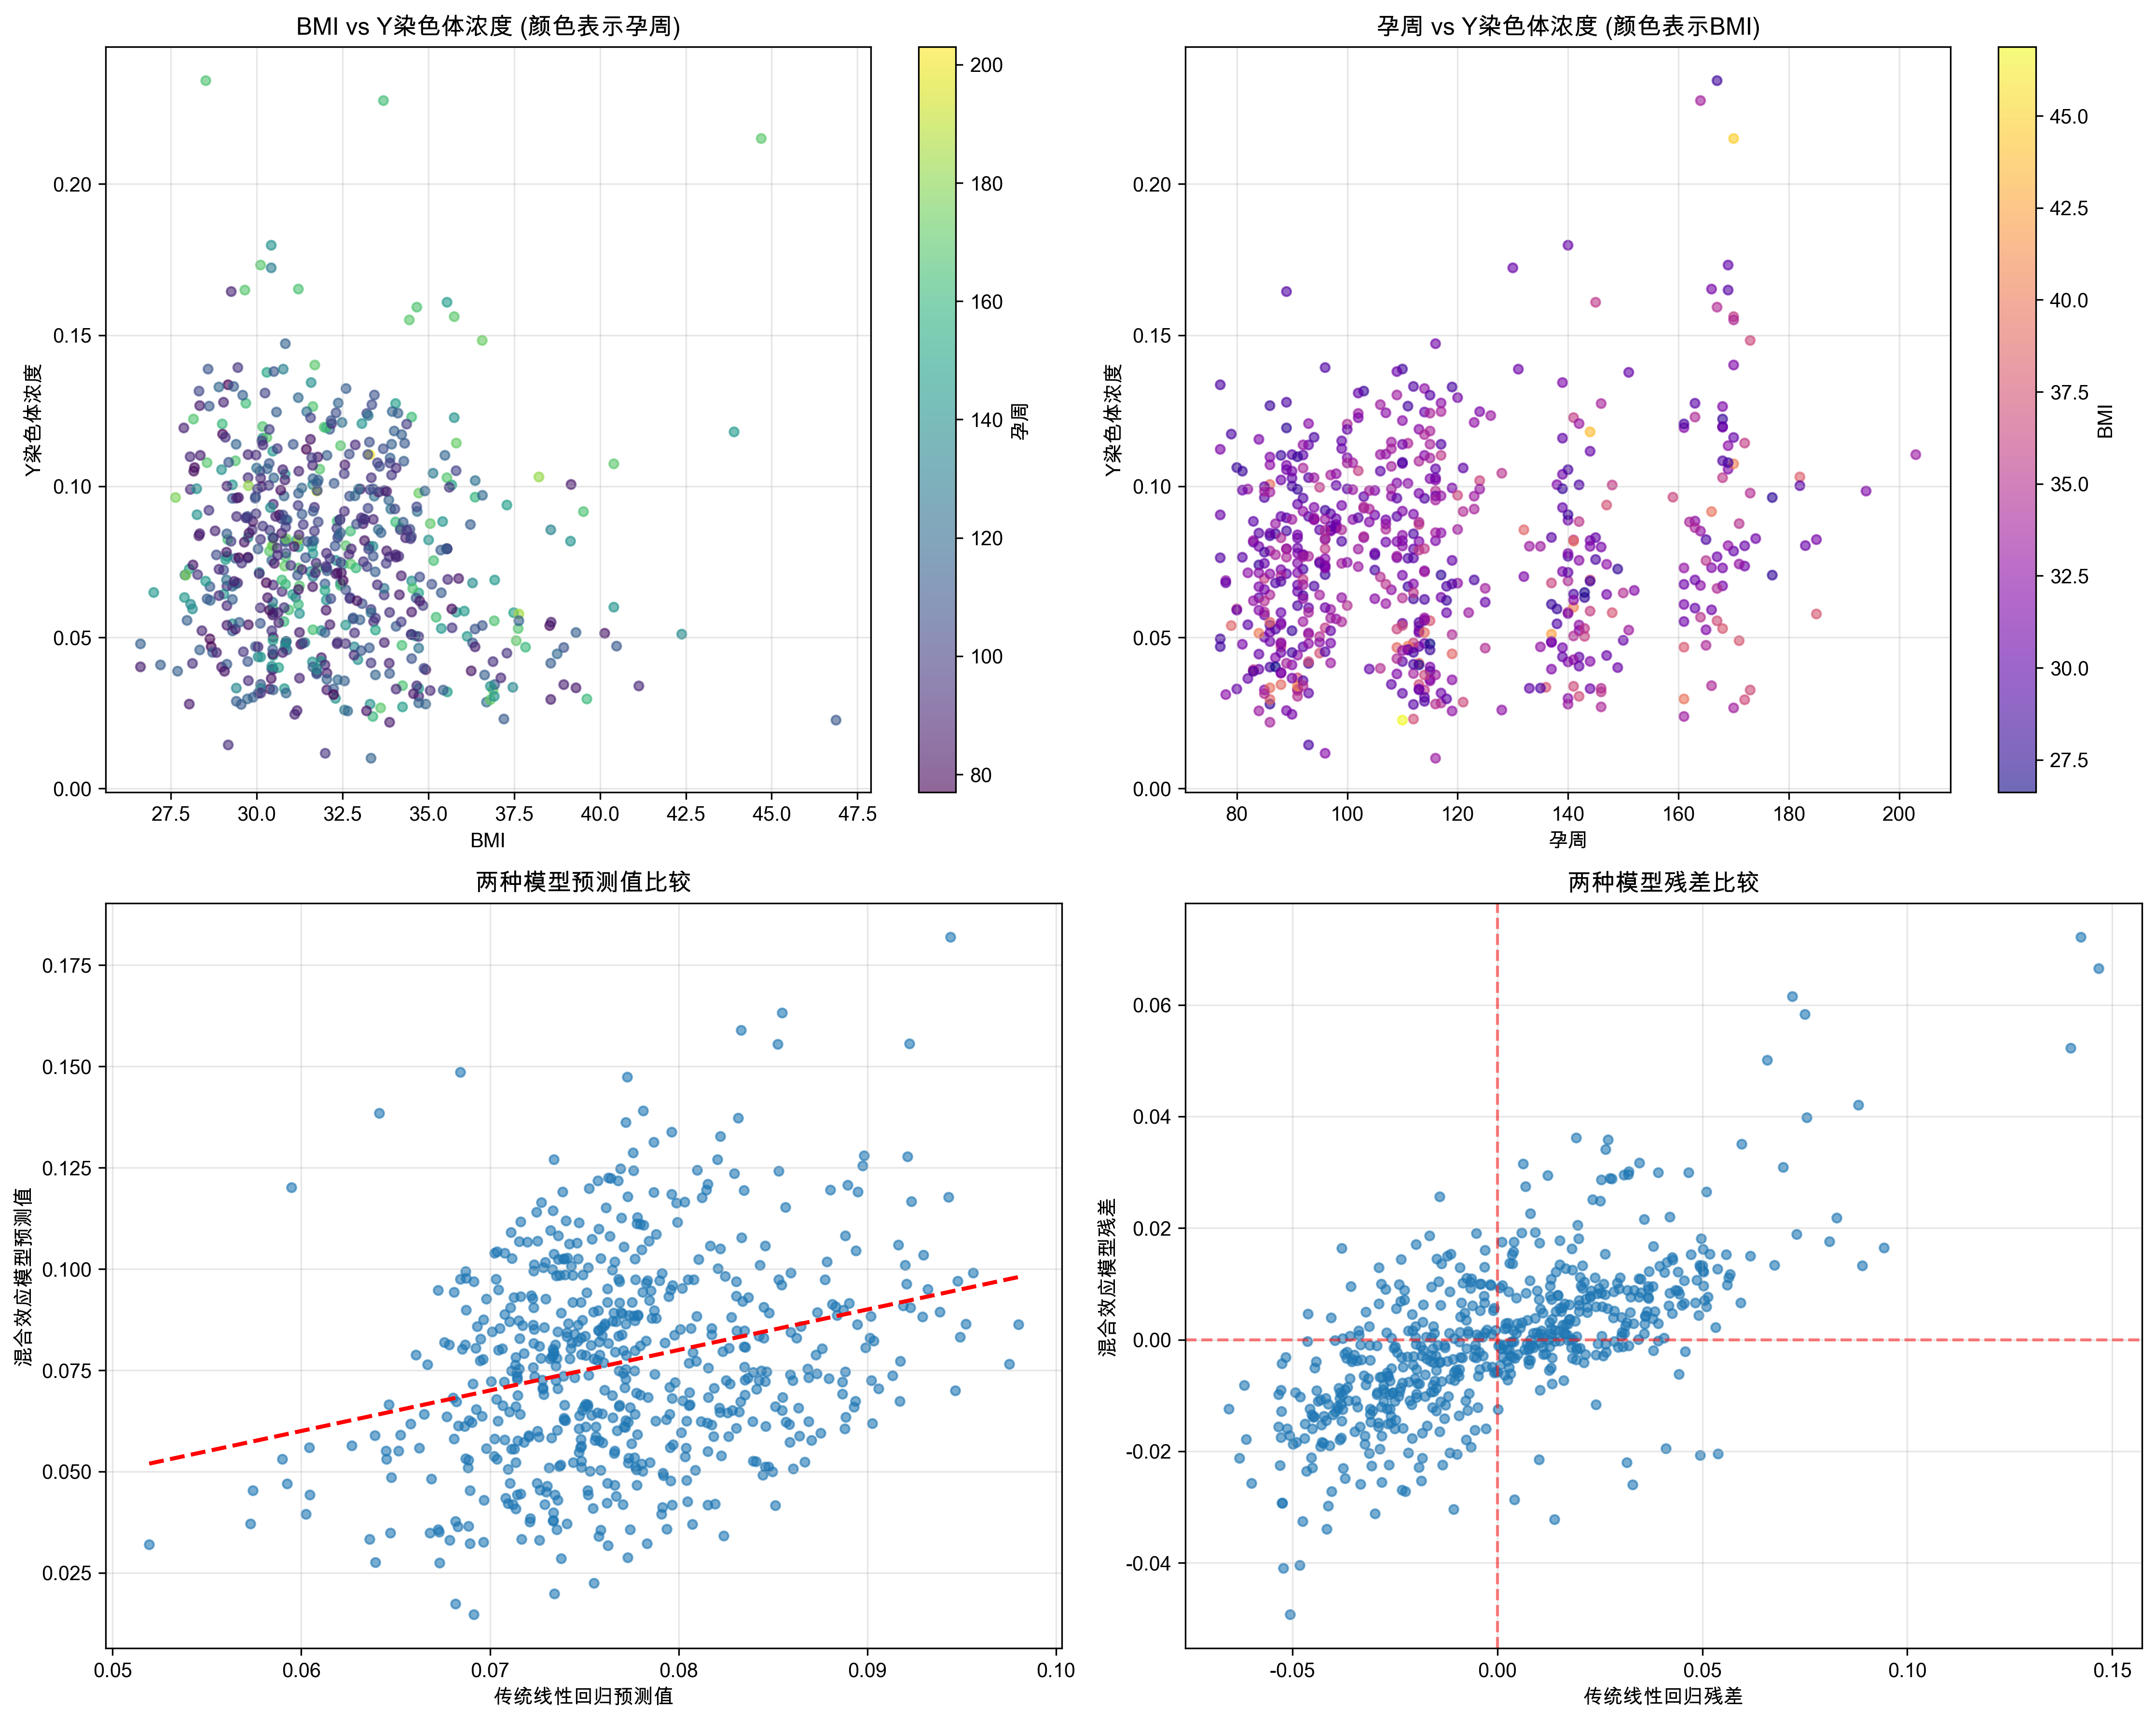 BMI vs Y染色体浓度 (颜色表示孕周)
Y染色体浓度
0.20
0.15
0.10
0.05
0.00
27.5 30.0 32.5 35.0 37.5 40.0 42.5 45.0 47.5
BMI
200
180
160
140
120
100
80
孕周
孕周 vs Y染色体浓度 (颜色表示BMI)
Y染色体浓度
0.20
0.15
0.10
0.05
0.00
80 100 120 140 160 180 200
孕周
45.0
42.5
40.0
37.5
35.0
32.5
30.0
27.5
BMI
两种模型预测值比较
混合效应模型预测值
0.175
0.150
0.125
0.100
0.075
0.050
0.025
0.05 0.06 0.07 0.08 0.09 0.10
传统线性回归预测值
两种模型残差比较
混合效应模型残差
0.06
0.04
0.02
0.00
-0.02
-0.04
-0.05 0.00 0.05 0.10 0.15
传统线性回归残差